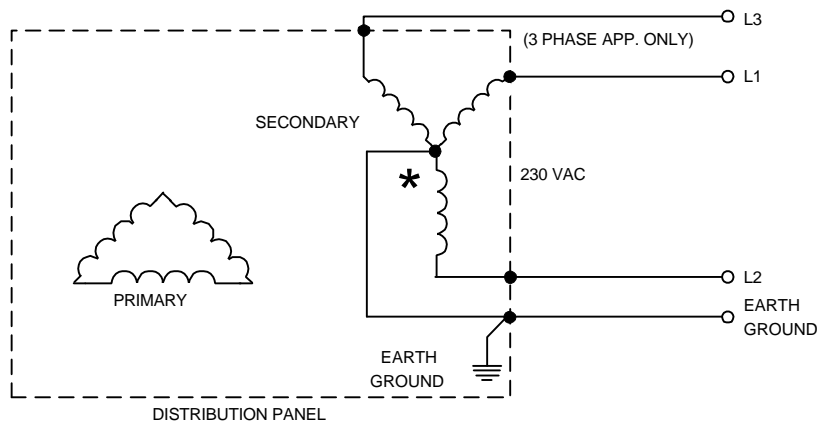 L3
(3 PHASE APP. ONLY)
L1
SECONDARY
*
230 VAC
PRIMARY
L2
EARTH
GROUND
EARTH
GROUND
DISTRIBUTION PANEL